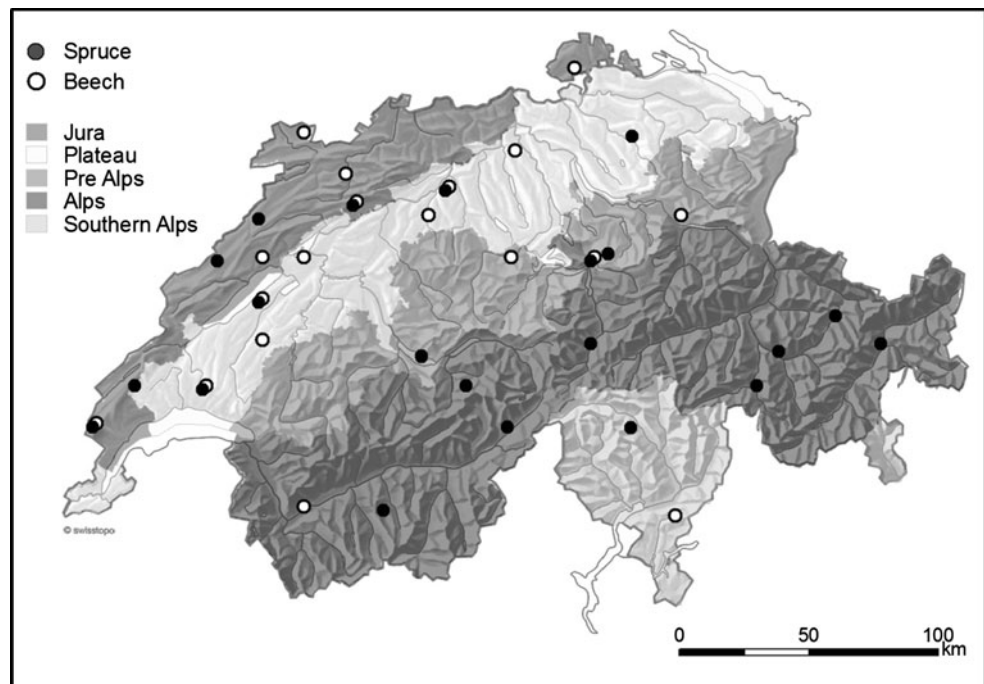 Spruce
Beech
Jura
Plateau
Pre Alps
Alps
Southern Alps
© swisstopo
0 50 100
km